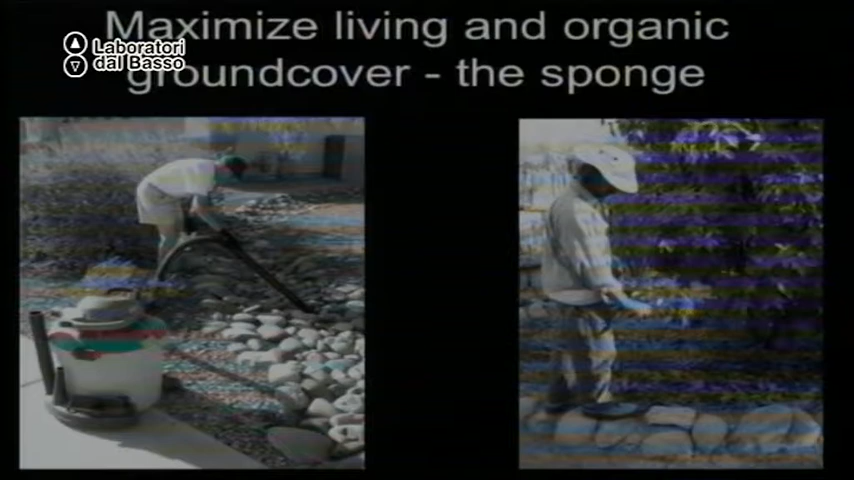 Maximize living and organic
groundcover - the sponge
Laboratori
dal Basso